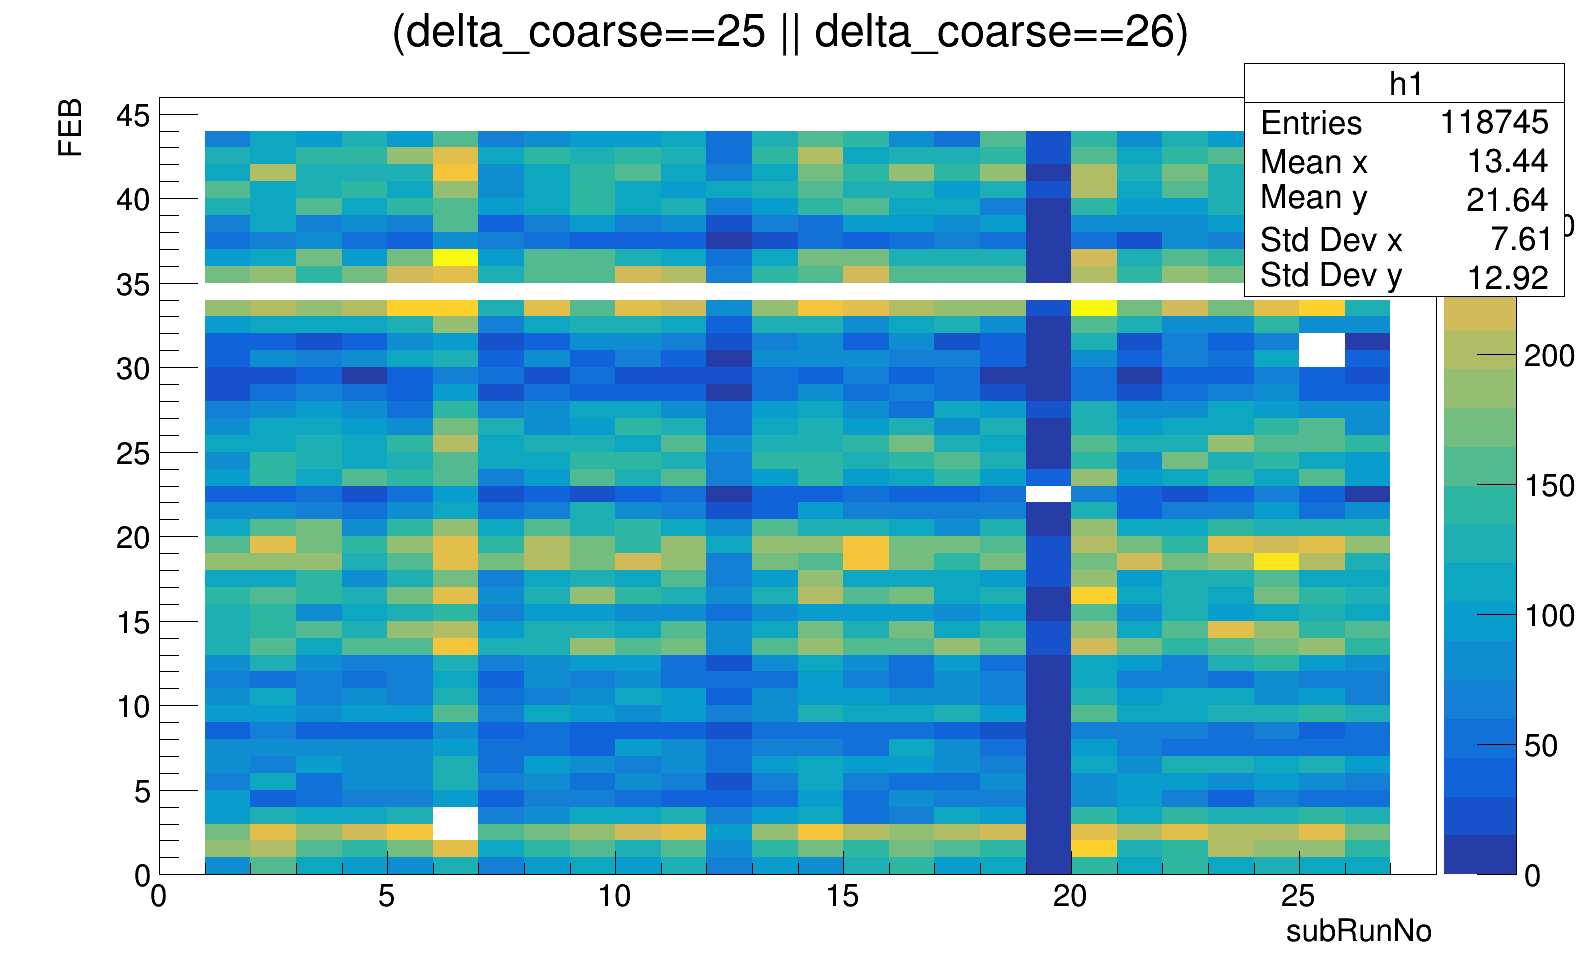 (delta_coarse==25 || delta_coarse==26)
h1
Entries 118745
Mean x 13.44
Mean y 21.64
Std Dev x 7.61
Std Dev y 12.92
FEB
45
40
35
30
25
20
15
10
5
0
0 5 10 15 20 25
subRunNo
200
150
100
50
0